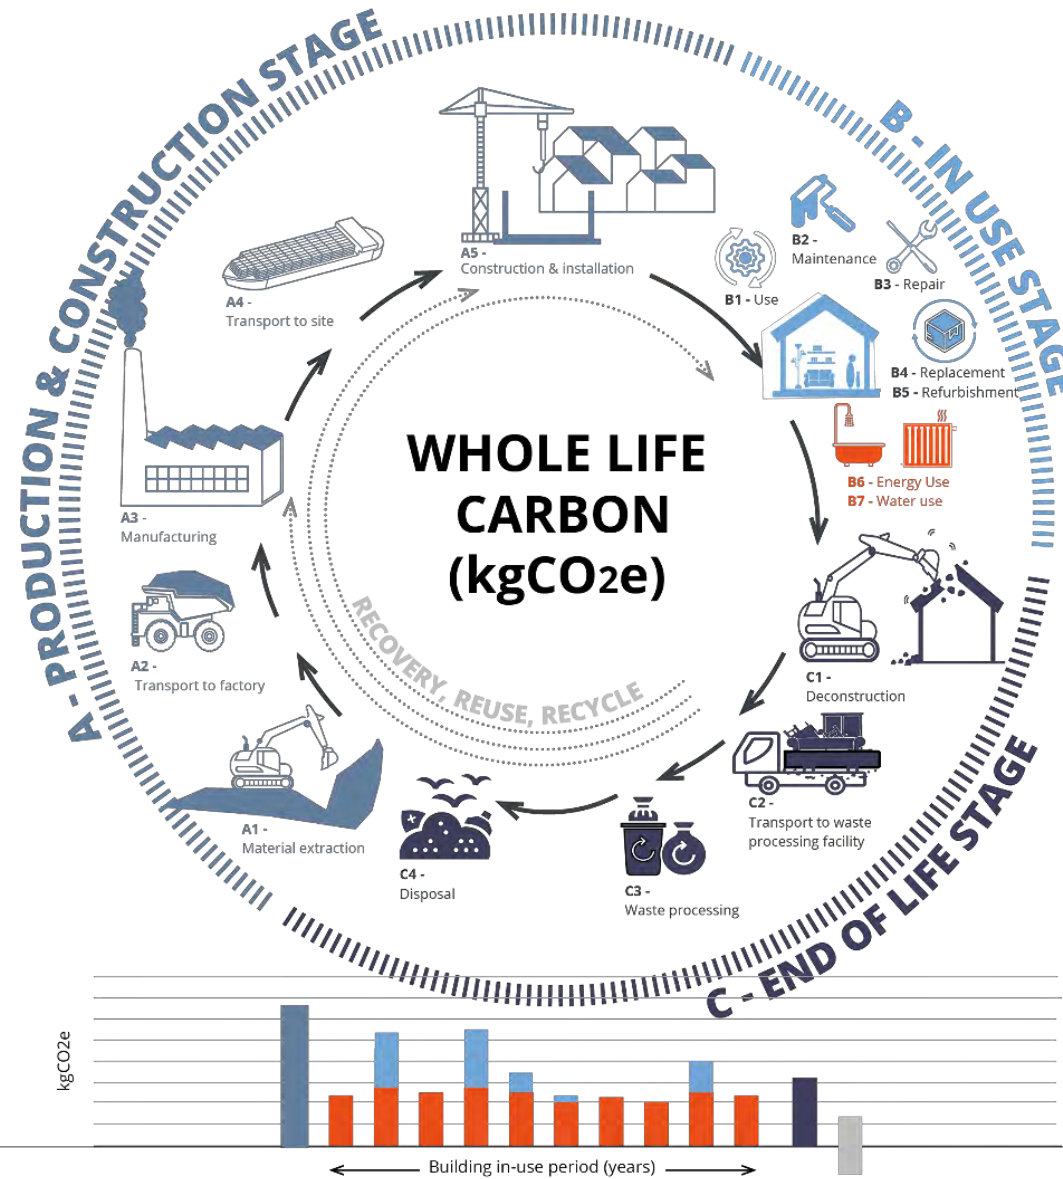 A - PRODUCTION & CONSTRUCTION STAGE
B - IN USE STAGE
C - END OF LIFE STAGE
WHOLE LIFE
CARBON
(kgCO2e)
RECOVERY, REUSE, RECYCLE
A1 -
Material extraction
A2 -
Transport to factory
A3 -
Manufacturing
A4 -
Transport to site
A5 -
Construction & installation
B1 - Use
B2 -
Maintenance
B3 - Repair
B4 - Replacement
B5 - Refurbishment
B6 - Energy Use
B7 - Water use
C1 -
Deconstruction
C2 -
Transport to waste
processing facility
C3 -
Waste processing
C4 -
Disposal
kgCO2e
Building in-use period (years)